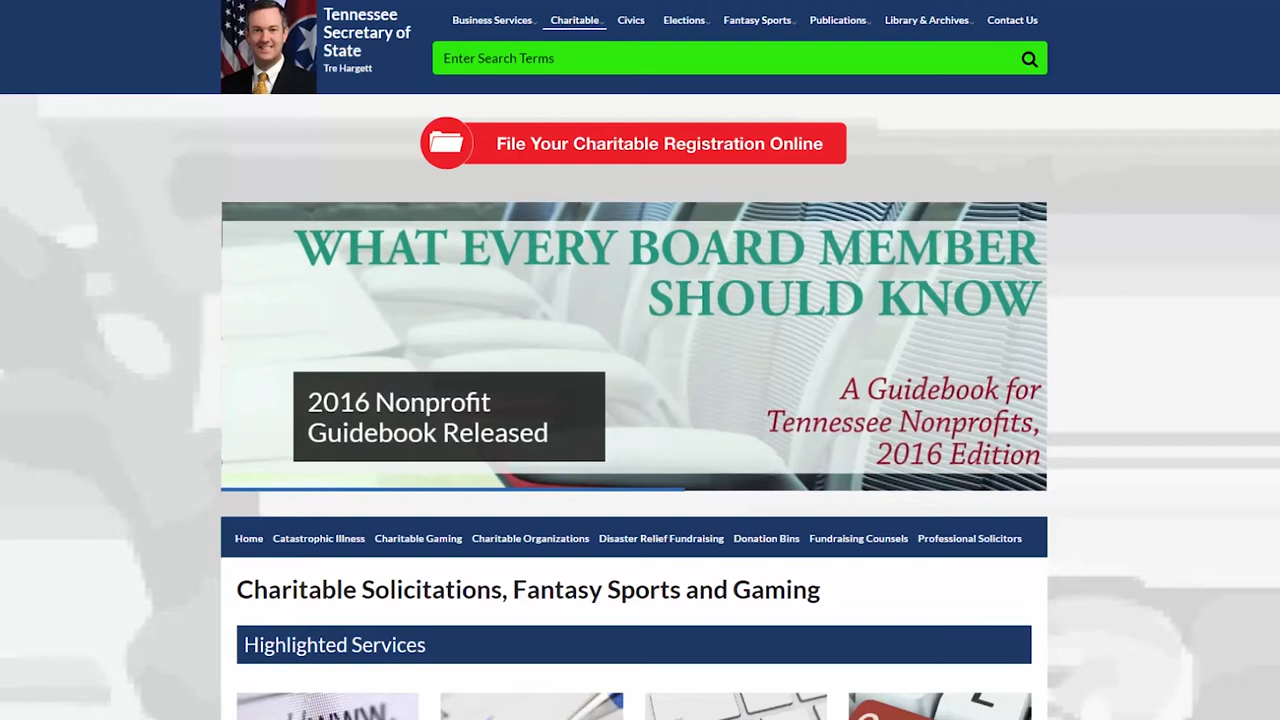 Tennessee
Secretary of
State
Tre Hargett
Business Services Charitable Civics Elections Fantasy Sports Publications Library & Archives Contact Us
Enter Search Terms
File Your Charitable Registration Online
WHAT EVERY BOARD MEMBER
SHOULD KNOW
2016 Nonprofit
Guidebook Released
A Guidebook for
Tennessee Nonprofits,
2016 Edition
Home Catastrophic Illness Charitable Gaming Charitable Organizations Disaster Relief Fundraising Donation Bins Fundraising Counsels Professional Solicitors
Charitable Solicitations, Fantasy Sports and Gaming
Highlighted Services